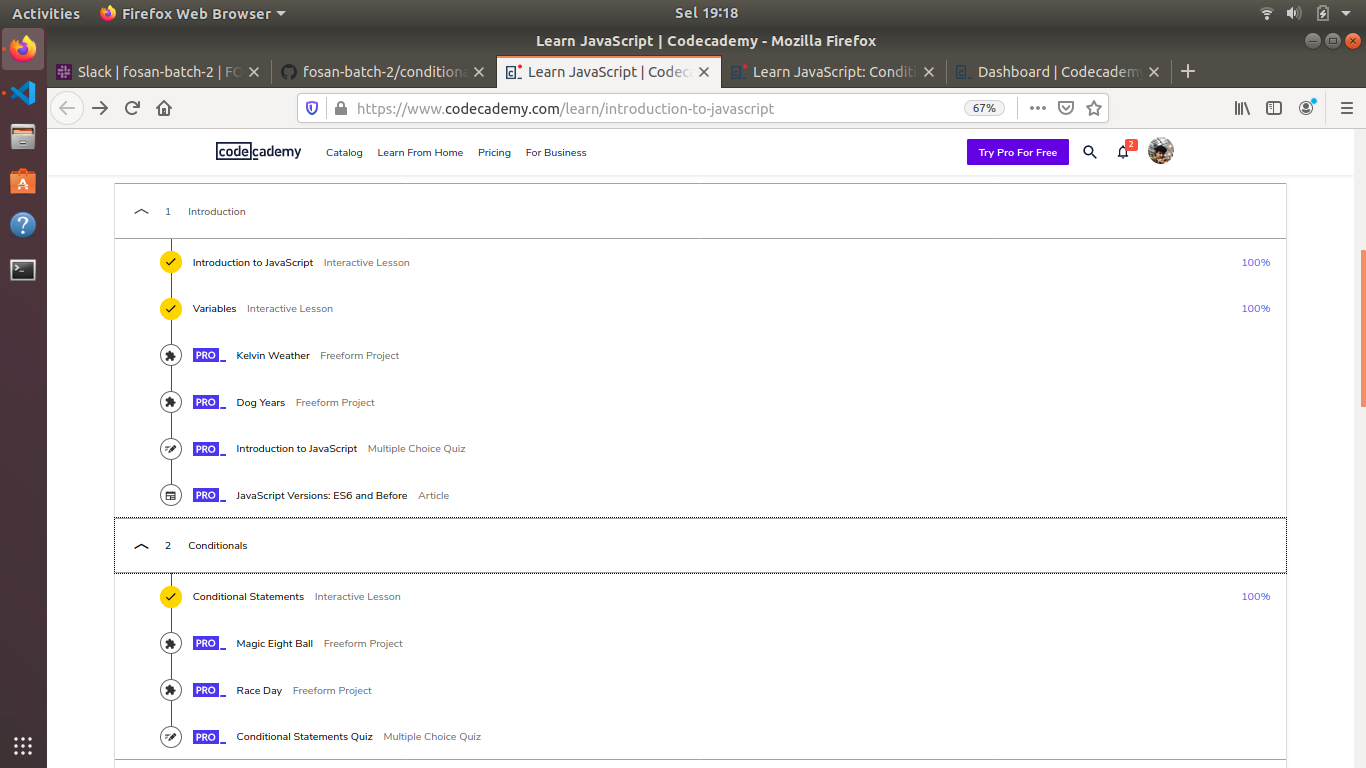 Activities Firefox Web Browser Sel 19:18
Learn JavaScript | Codecademy - Mozilla Firefox
Slack | fosan-batch-2 | FO fosan-batch-2/conditiona Learn JavaScript | Codec Learn JavaScript: Condit Dashboard | Codecademy
https://www.codecademy.com/learn/introduction-to-javascript 67%
codecademy Catalog Learn From Home Pricing For Business Try Pro For Free 2
1 Introduction
Introduction to JavaScript Interactive Lesson 100%
Variables Interactive Lesson 100%
PRO Kelvin Weather Freeform Project
PRO Dog Years Freeform Project
PRO Introduction to JavaScript Multiple Choice Quiz
PRO JavaScript Versions: ES6 and Before Article
2 Conditionals
Conditional Statements Interactive Lesson 100%
PRO Magic Eight Ball Freeform Project
PRO Race Day Freeform Project
PRO Conditional Statements Quiz Multiple Choice Quiz